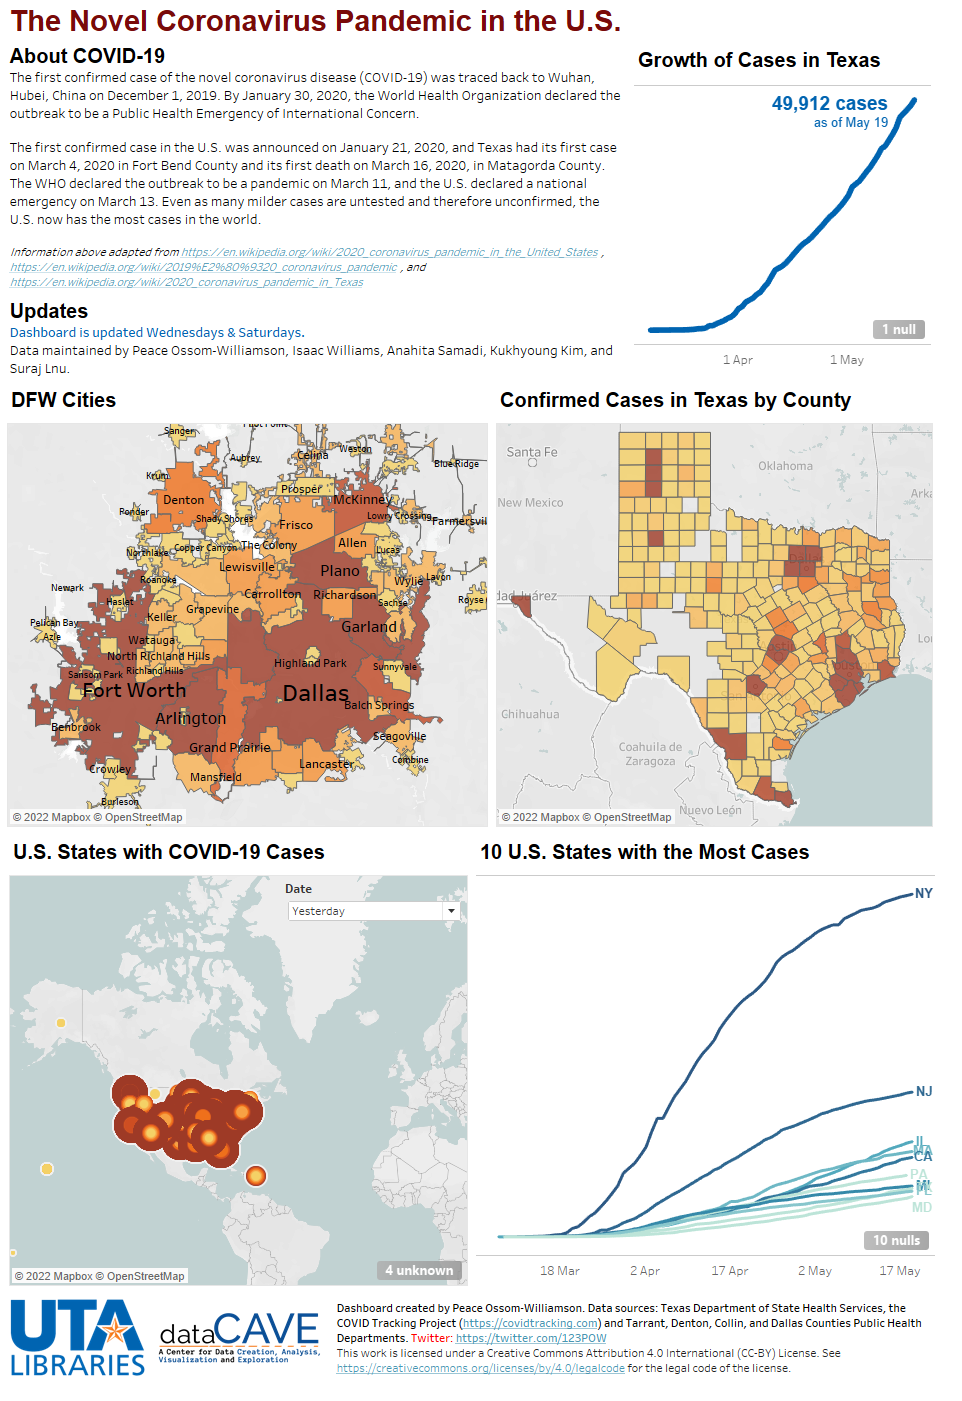 The Novel Coronavirus Pandemic in the U.S.
About COVID-19
The first confirmed case of the novel coronavirus disease (COVID-19) was traced back to Wuhan,
Hubei, China on December 1, 2019. By January 30, 2020, the World Health Organization declared the
outbreak to be a Public Health Emergency of International Concern.
The first confirmed case in the U.S. was announced on January 21, 2020, and Texas had its first case
on March 4, 2020 in Fort Bend County and its first death on March 16, 2020, in Matagorda County.
The WHO declared the outbreak to be a pandemic on March 11, and the U.S. declared a national
emergency on March 13. Even as many milder cases are untested and therefore unconfirmed, the
U.S. now has the most cases in the world.
Information above adapted from https://en.wikipedia.org/wiki/2020_coronavirus_pandemic_in_the_United_States ,
https://en.wikipedia.org/wiki/2019%E2%80%9320_coronavirus_pandemic , and
https://en.wikipedia.org/wiki/2020_coronavirus_pandemic_in_Texas
Updates
Dashboard is updated Wednesdays & Saturdays.
Data maintained by Peace Ossom-Williamson, Isaac Williams, Anahita Samadi, Kukhyoung Kim, and
Suraj Lnu.
Growth of Cases in Texas
49,912 cases
as of May 19
1 null
1 Apr
1 May
DFW Cities
Sanger
Pilot Point
Aubrey
Celina
Weston
Blue Ridge
Krum
Denton
Prosper
McKinney
Ponder
Shady Shores
Frisco
Lowry Crossing
Farmersvil
Northlake
Copper Canyon
The Colony
Allen
Lucas
Newark
Roanoke
Lewisville
Plano
Wylie
Lavon
Haslet
Carrollton
Richardson
Sachse
Royse
Keller
Grapevine
Pelican Bay
Azle
Watauga
Garland
North Richland Hills
Richland Hills
Sansom Park
Highland Park
Sunnyvale
Fort Worth
Dallas
Arlington
Balch Springs
Benbrook
Grand Prairie
Seagoville
Crowley
Mansfield
Lancaster
Combine
Burleson
© 2022 Mapbox © OpenStreetMap
Confirmed Cases in Texas by County
Santa Fe
Oklahoma
New Mexico
Arka
Dallas
dad Juárez
Lou
Austin
Houston
Chihuahua
Coahuila de
Zaragoza
Nuevo León
© 2022 Mapbox © OpenStreetMap
U.S. States with COVID-19 Cases
Date
Yesterday
4 unknown
© 2022 Mapbox © OpenStreetMap
10 U.S. States with the Most Cases
NY
NJ
IL
MA
CA
PA
MI
FL
MD
10 nulls
18 Mar
2 Apr
17 Apr
2 May
17 May
UTA
LIBRARIES
dataCAVE
A Center for Data Creation, Analysis,
Visualization and Exploration
Dashboard created by Peace Ossom-Williamson. Data sources: Texas Department of State Health Services, the
COVID Tracking Project (https://covidtracking.com) and Tarrant, Denton, Collin, and Dallas Counties Public Health
Departments. Twitter: https://twitter.com/123POW
This work is licensed under a Creative Commons Attribution 4.0 International (CC-BY) License. See
https://creativecommons.org/licenses/by/4.0/legalcode for the legal code of the license.